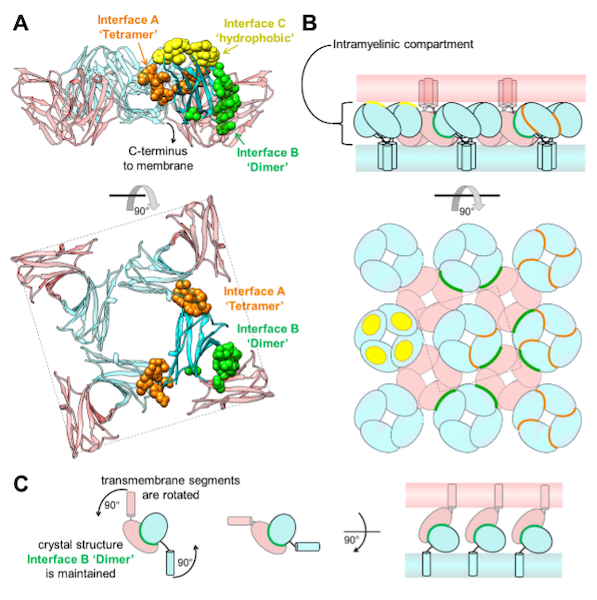 A
Interface A
‘Tetramer’
Interface C
‘hydrophobic’
C-terminus
to membrane
Interface B
‘Dimer’
90°
Interface A
‘Tetramer’
Interface B
‘Dimer’
B
Intramyelinic compartment
90°
C
transmembrane segments
are rotated
90°
crystal structure
Interface B ‘Dimer’
is maintained
90°
90°